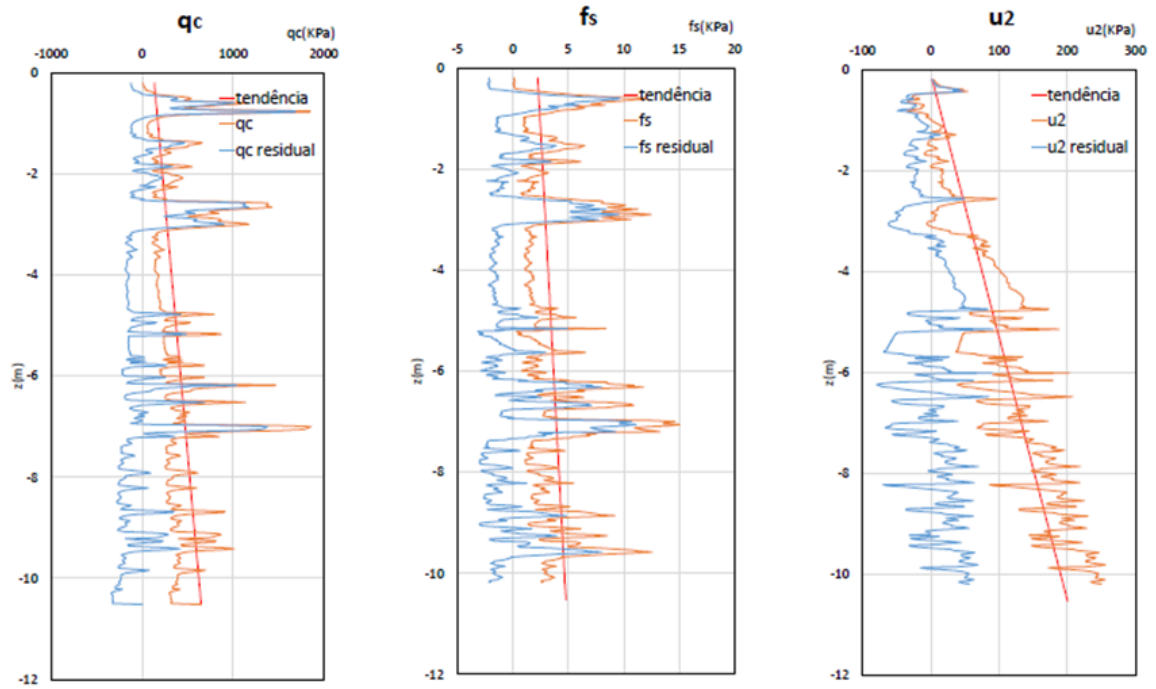 qc
qc(KPa)
-1000 0 1000 2000
0
-2
-4
-6
-8
-10
-12
z(m)
tendência
qc
qc residual
fs
fs(KPa)
-5 0 5 10 15 20
0
-2
-4
-6
-8
-10
-12
z(m)
tendência
fs
fs residual
u2
u2(KPa)
-100 0 100 200 300
0
-2
-4
-6
-8
-10
-12
z(m)
tendência
u2
u2 residual